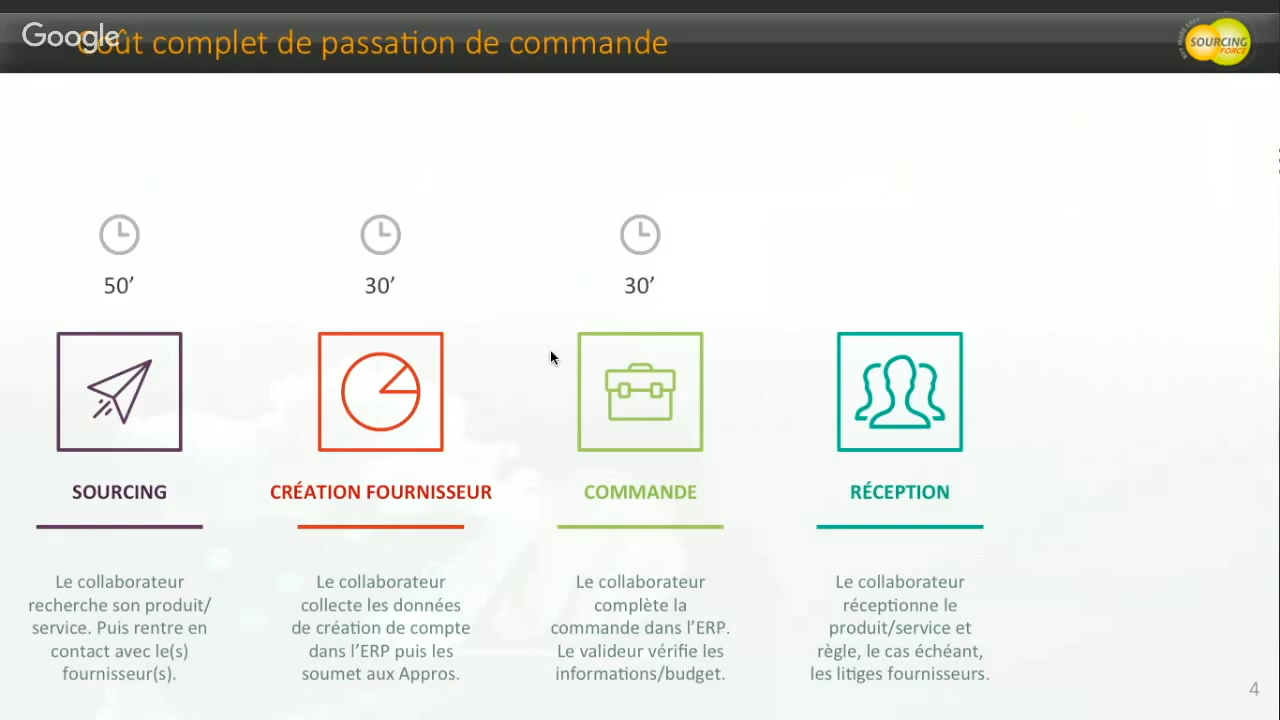 Google
Coût complet de passation de commande
SOURCING
FORCE
50’
30’
30’
SOURCING
CRÉATION FOURNISSEUR
COMMANDE
RÉCEPTION
Le collaborateur
recherche son produit/
service. Puis rentre en
contact avec le(s)
fournisseur(s).
Le collaborateur
collecte les données
de création de compte
dans l’ERP puis les
soumet aux Appros.
Le collaborateur
complète la
commande dans l’ERP.
Le valideur vérifie les
informations/budget.
Le collaborateur
réceptionne le
produit/service et
règle, le cas échéant,
les litiges fournisseurs.
4